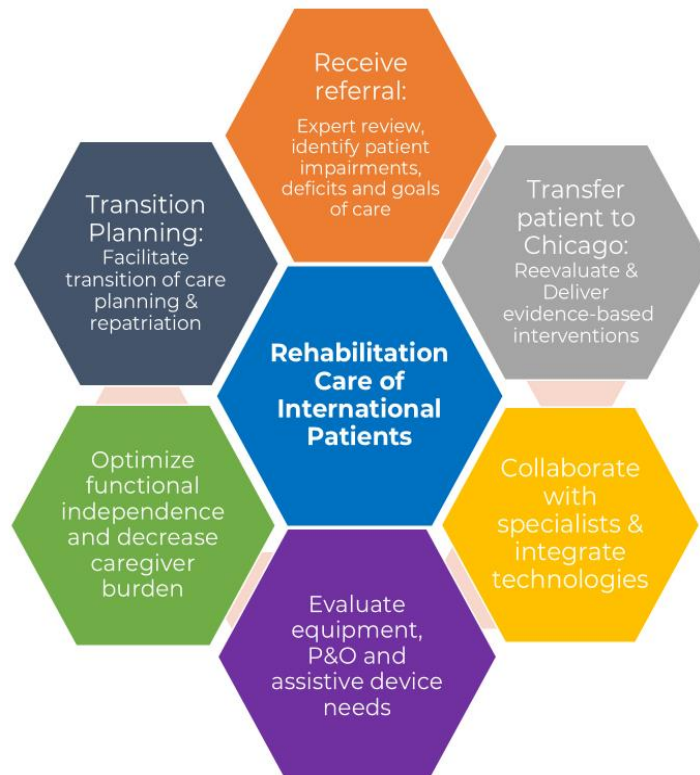 Receive
referral:
Expert review,
identify patient
impairments,
deficits and goals
of care
Transfer
patient to
Chicago:
Reevaluate &
Deliver
evidence-based
interventions
Collaborate
with
specialists &
integrate
technologies
Evaluate
equipment,
P&O and
assistive device
needs
Optimize
functional
independence
and decrease
caregiver
burden
Transition
Planning:
Facilitate
transition of care
planning &
repatriation
Rehabilitation
Care of
International
Patients